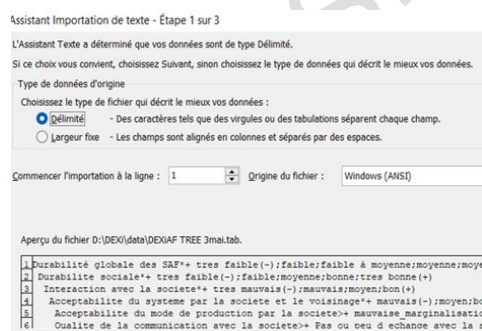 Assistant Importation de texte - Étape 1 sur 3
L'Assistant Texte a déterminé que vos données sont de type Délimité.
Si ce choix vous convient, choisissez Suivant, sinon choisissez le type de données qui décrit le mieux vos données.
Type de données d'origine
Choisissez le type de fichier qui décrit le mieux vos données :
Délimité - Des caractères tels que des virgules ou des tabulations séparent chaque champ.
Largeur fixe - Les champs sont alignés en colonnes et séparés par des espaces.
Commencer l'importation à la ligne : 1 Origine du fichier : Windows (ANSI)
Aperçu du fichier D:\DEXi\data\DEXiAF TREE 3mai.tab.
1 Durabilité globale des SAF*+ tres faible(-);faible;faible à moyenne;moyenne;moye
2 Durabilite sociale*+ tres faible(-);faible;moyenne;bonne;tres bonne(+)
3 Interaction avec la societe*+ tres mauvais(-);mauvais;moyen;bon(+)
4 Acceptabilite du systeme par la societe et le voisinage*+ mauvais(-);moyen;bo
5 Acceptabilite du mode de production par la societe>+ mauvaise_marginalisatio
6 Qualite de la communication avec la societe>+ Pas ou peu d echange avec la